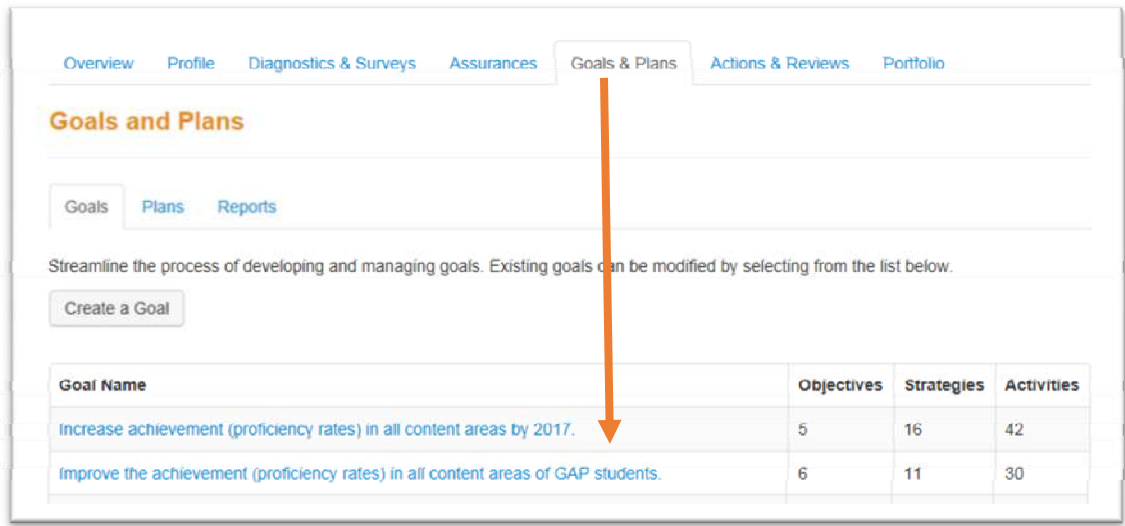 Overview Profile Diagnostics & Surveys Assurances Goals & Plans Actions & Reviews Portfolio
Goals and Plans
Goals Plans Reports
Streamline the process of developing and managing goals. Existing goals can be modified by selecting from the list below.
Create a Goal
Goal Name Objectives Strategies Activities
Increase achievement (proficiency rates) in all content areas by 2017. 5 16 42
Improve the achievement (proficiency rates) in all content areas of GAP students. 6 11 30